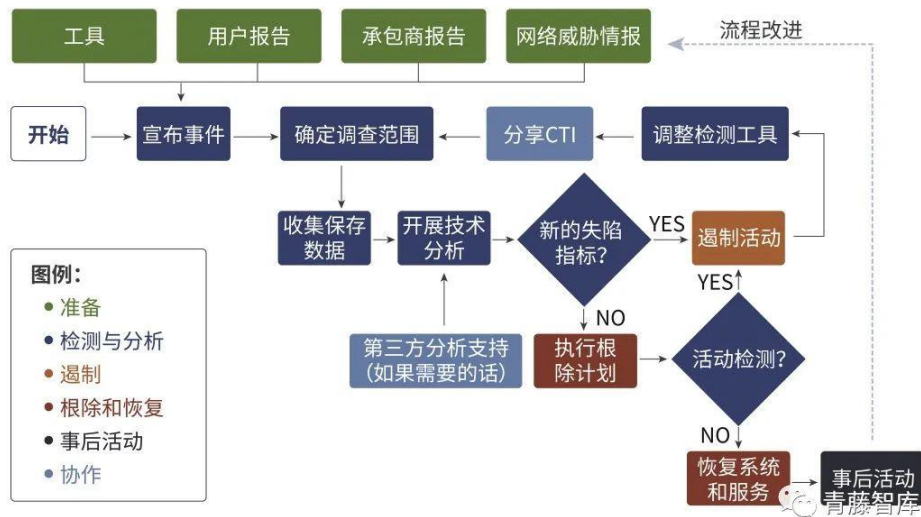 工具
用户报告
承包商报告
网络威胁情报
流程改进
开始
宣布事件
确定调查范围
分享CTI
调整检测工具
收集保存
数据
开展技术
分析
新的失陷
指标？
YES
遏制活动
YES
NO
第三方分析支持
（如果需要的话）
执行根
除计划
活动检测？
NO
恢复系统
和服务
事后活动
图例：
准备
检测与分析
遏制
根除和恢复
事后活动
协作
青藤智库